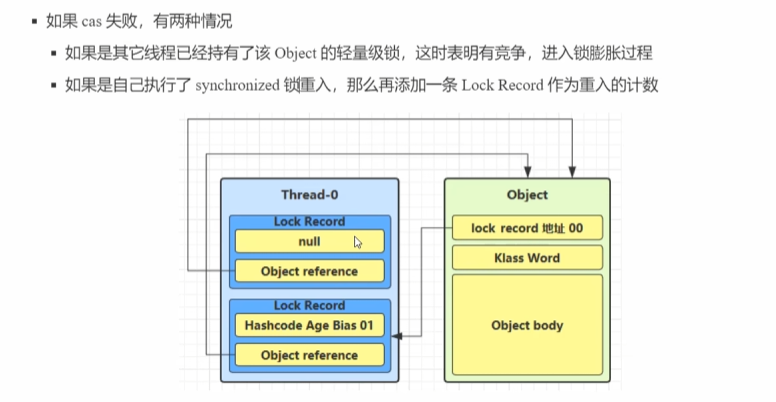 如果 cas 失败，有两种情况
如果是其它线程已经持有了该 Object 的轻量级锁，这时表明有竞争，进入锁膨胀过程
如果是自己执行了 synchronized 锁重入，那么再添加一条 Lock Record 作为重入的计数
Thread-0
Lock Record
null
Object reference
Lock Record
Hashcode Age Bias 01
Object reference
Object
lock record 地址 00
Klass Word
Object body